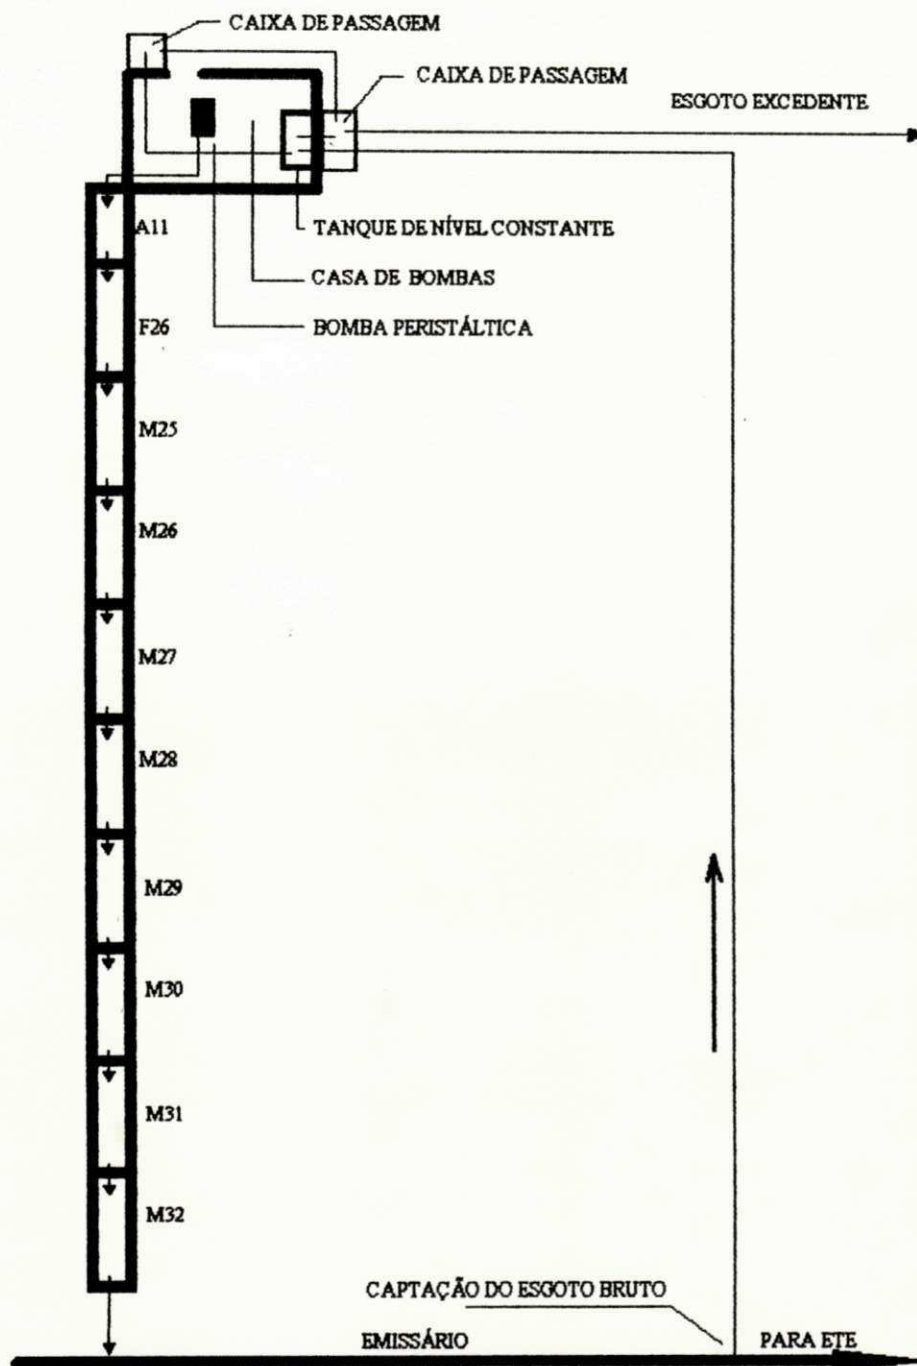 CAIXA DE PASSAGEM
CAIXA DE PASSAGEM
ESGOTO EXCEDENTE
A11
TANQUE DE NÍVEL CONSTANTE
CASA DE BOMBAS
F26
BOMBA PERISTÁLTICA
M25
M26
M27
M28
M29
M30
M31
M32
CAPTAÇÃO DO ESGOTO BRUTO
EMISSÁRIO
PARA ETE